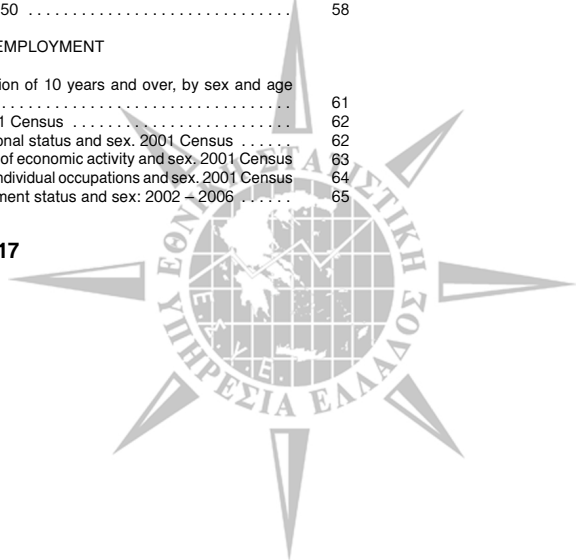 50 . . . . . . . . . . . . . . . . . . . . . . . . . . . . . . 58
EMPLOYMENT
ion of 10 years and over, by sex and age
. . . . . . . . . . . . . . . . . . . . . . . . . . . . . . . . . 61
1 Census . . . . . . . . . . . . . . . . . . . . . . . . . 62
onal status and sex. 2001 Census . . . . . . 62
of economic activity and sex. 2001 Census 63
individual occupations and sex. 2001 Census 64
ment status and sex: 2002 – 2006 . . . . . . 65
17
ΕΘΝΙΚΗ ΣΤΑΤΙΣΤΙΚΗ
ΥΠΗΡΕΣΙΑ ΕΛΛΑΔΟΣ
Ε.Σ.Υ.Ε.